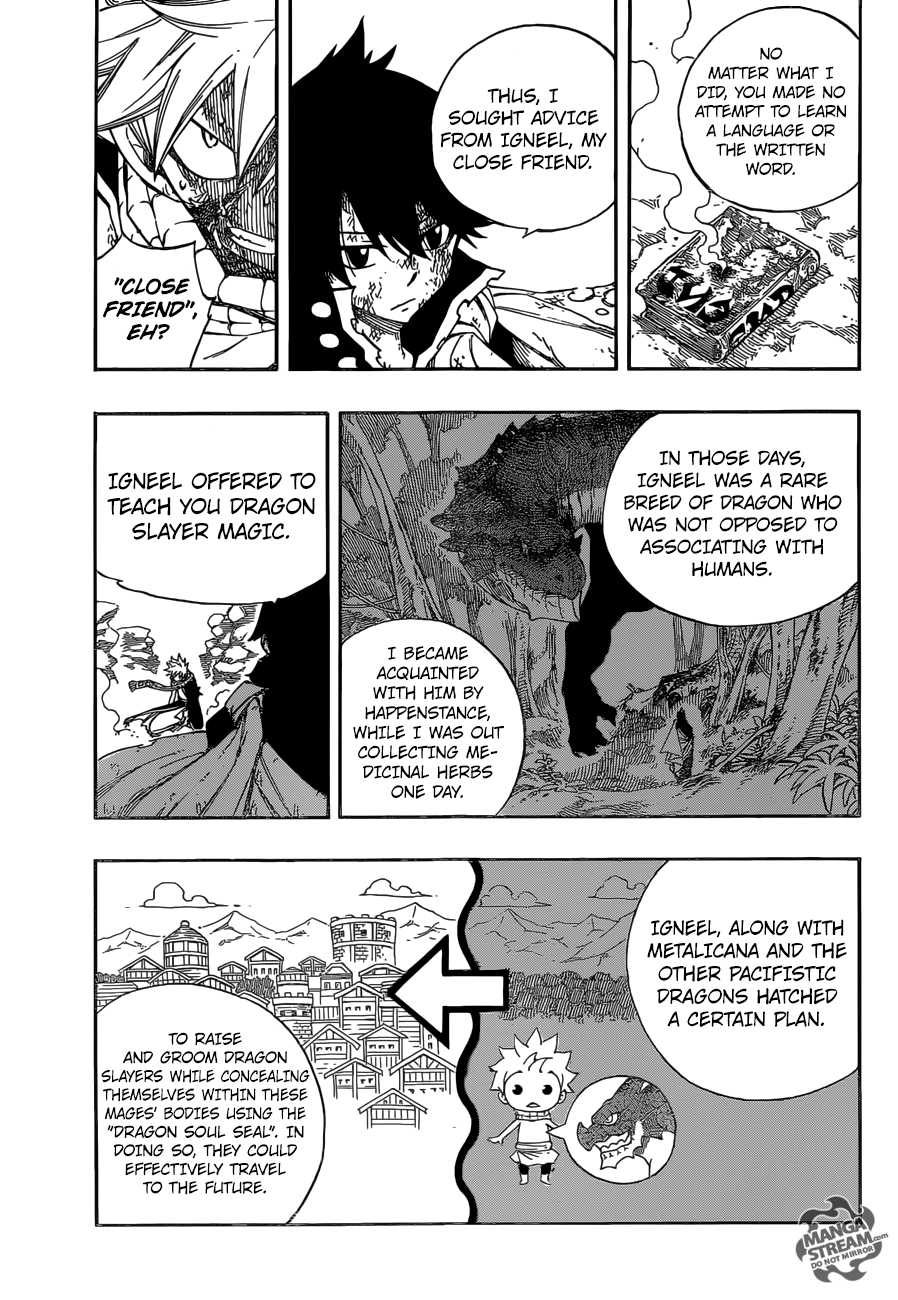 NO
MATTER WHAT I
DID, YOU MADE NO
ATTEMPT TO LEARN
A LANGUAGE OR
THE WRITTEN
WORD.
THUS, I
SOUGHT ADVICE
FROM IGNEEL, MY
CLOSE FRIEND.
"CLOSE
FRIEND",
EH?
IN THOSE DAYS,
IGNEEL WAS A RARE
BREED OF DRAGON WHO
WAS NOT OPPOSED TO
ASSOCIATING WITH
HUMANS.
I BECAME
ACQUAINTED
WITH HIM BY
HAPPENSTANCE,
WHILE I WAS OUT
COLLECTING ME-
DICINAL HERBS
ONE DAY.
IGNEEL OFFERED TO
TEACH YOU DRAGON
SLAYER MAGIC.
IGNEEL, ALONG WITH
METALICANA AND THE
OTHER PACIFISTIC
DRAGONS HATCHED
A CERTAIN PLAN.
TO RAISE
AND GROOM DRAGON
SLAYERS WHILE CONCEALING
THEMSELVES WITHIN THESE
MAGES' BODIES USING THE
"DRAGON SOUL SEAL". IN
DOING SO, THEY COULD
EFFECTIVELY TRAVEL
TO THE FUTURE.
MANGA
STREAM.com
DO NOT MIRROR